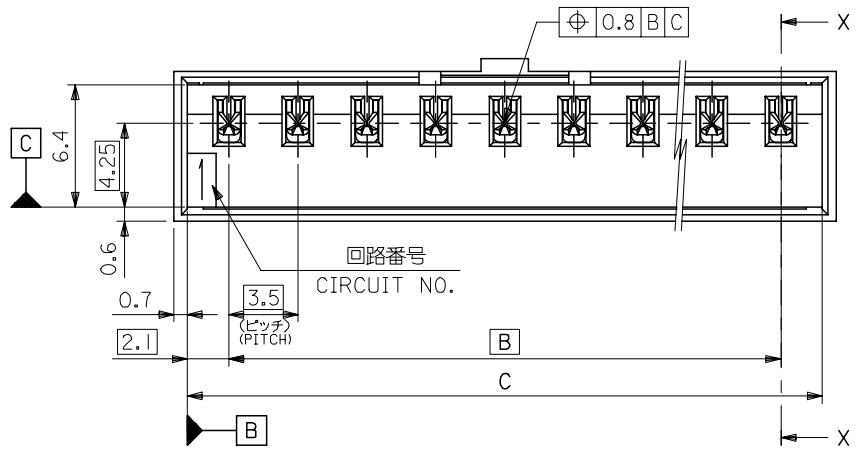 ⌖ 0.8 B C
X
C
6.4
4.25
1
0.6
回路番号
CIRCUIT NO.
0.7
3.5
(ピッチ)
(PITCH)
2.1
B
C
B
X